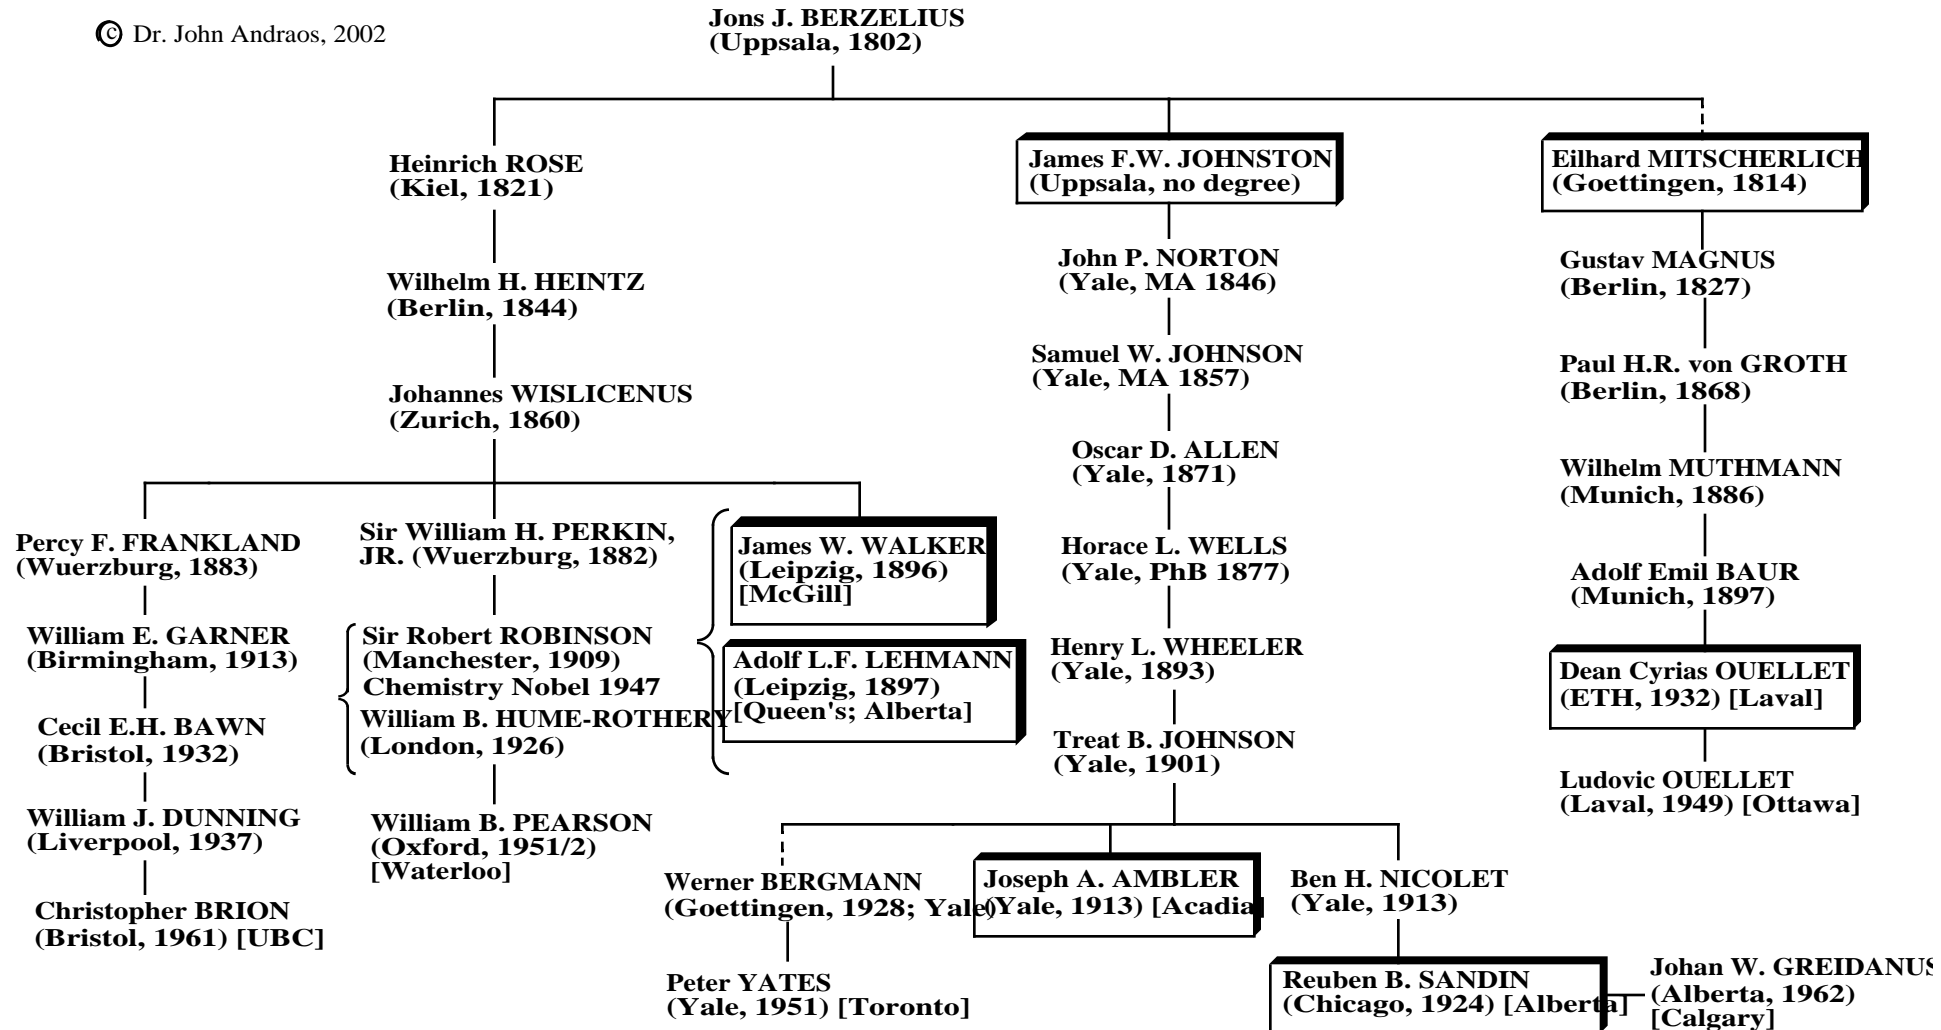 © Dr. John Andraos, 2002
Jons J. BERZELIUS
(Uppsala, 1802)
Heinrich ROSE
(Kiel, 1821)
James F.W. JOHNSTON
(Uppsala, no degree)
Eilhard MITSCHERLICH
(Goettingen, 1814)
Wilhelm H. HEINTZ
(Berlin, 1844)
John P. NORTON
(Yale, MA 1846)
Gustav MAGNUS
(Berlin, 1827)
Johannes WISLICENUS
(Zurich, 1860)
Samuel W. JOHNSON
(Yale, MA 1857)
Paul H.R. von GROTH
(Berlin, 1868)
Oscar D. ALLEN
(Yale, 1871)
Wilhelm MUTHMANN
(Munich, 1886)
Percy F. FRANKLAND
(Wuerzburg, 1883)
Sir William H. PERKIN,
JR. (Wuerzburg, 1882)
James W. WALKER
(Leipzig, 1896)
[McGill]
Horace L. WELLS
(Yale, PhB 1877)
Adolf Emil BAUR
(Munich, 1897)
William E. GARNER
(Birmingham, 1913)
Sir Robert ROBINSON
(Manchester, 1909)
Chemistry Nobel 1947
William B. HUME-ROTHERY
(London, 1926)
Adolf L.F. LEHMANN
(Leipzig, 1897)
[Queen's; Alberta]
Henry L. WHEELER
(Yale, 1893)
Dean Cyrias OUELLET
(ETH, 1932) [Laval]
Cecil E.H. BAWN
(Bristol, 1932)
Treat B. JOHNSON
(Yale, 1901)
Ludovic OUELLET
(Laval, 1949) [Ottawa]
William J. DUNNING
(Liverpool, 1937)
William B. PEARSON
(Oxford, 1951/2)
[Waterloo]
Werner BERGMANN
(Goettingen, 1928; Yale)
Joseph A. AMBLER
(Yale, 1913) [Acadia]
Ben H. NICOLET
(Yale, 1913)
Christopher BRION
(Bristol, 1961) [UBC]
Peter YATES
(Yale, 1951) [Toronto]
Reuben B. SANDIN
(Chicago, 1924) [Alberta]
Johan W. GREIDANUS
(Alberta, 1962)
[Calgary]